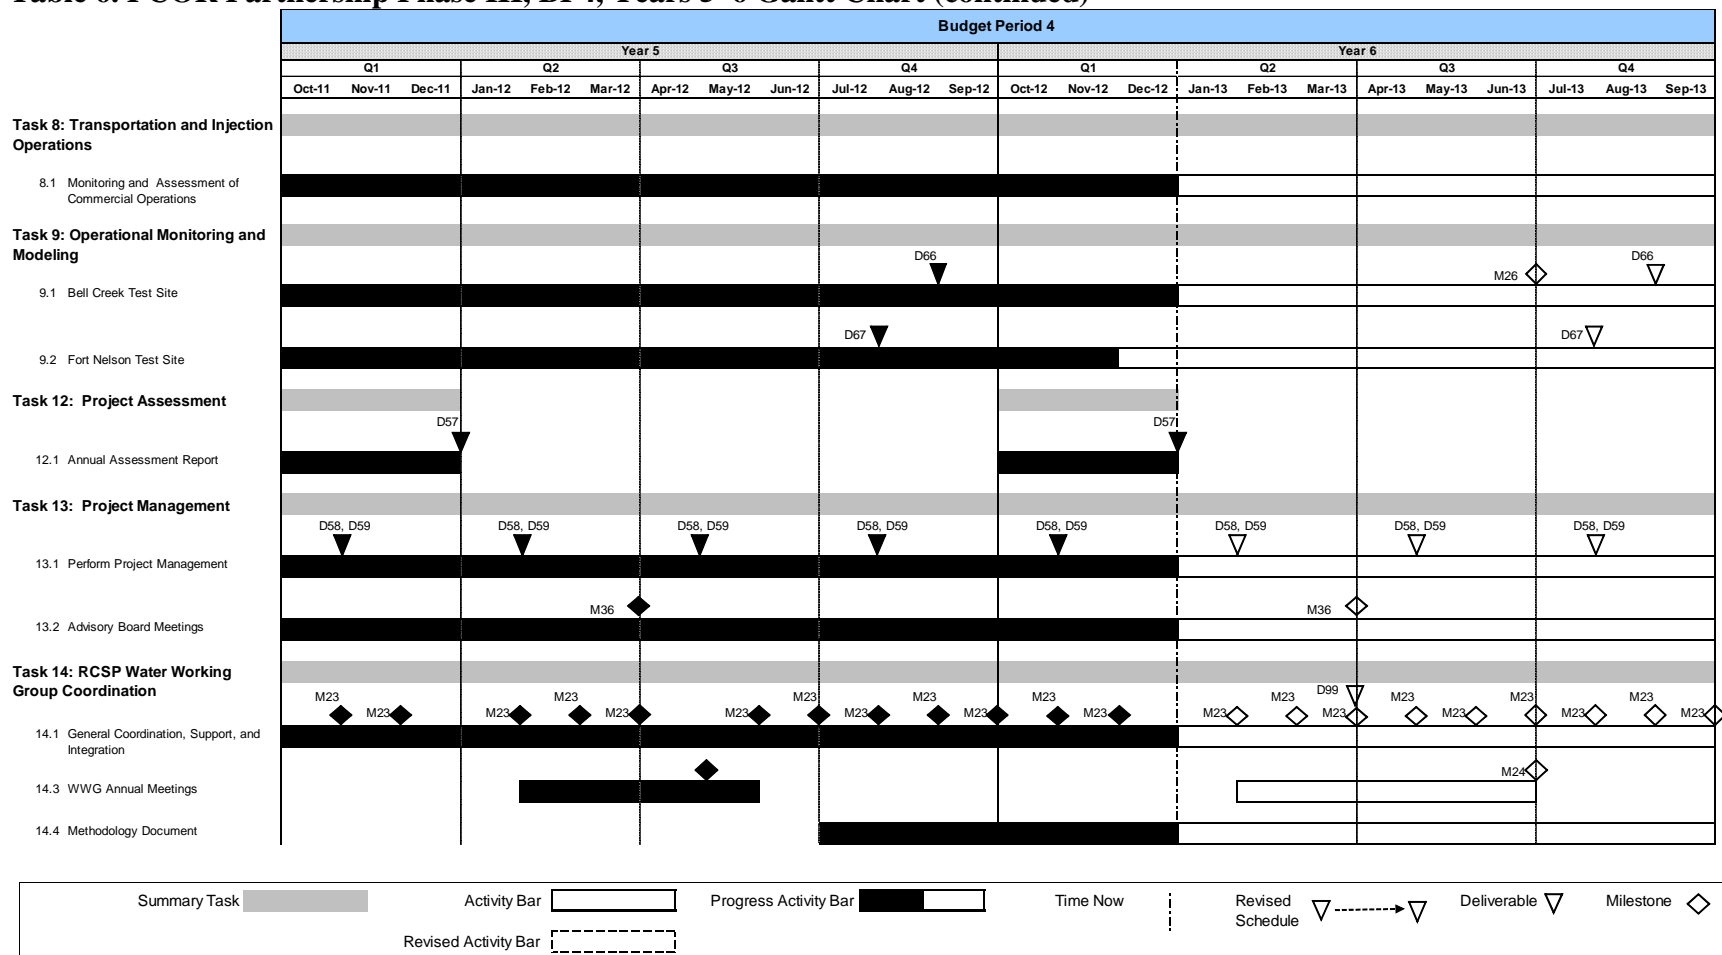 Table 6. PCOR Partnership Phase III, BP4, Years 5–6 Gantt Chart (continued)
Budget Period 4
Year 5 Year 6
Q1 Q2 Q3 Q4 Q1 Q2 Q3 Q4
Oct-11 Nov-11 Dec-11 Jan-12 Feb-12 Mar-12 Apr-12 May-12 Jun-12 Jul-12 Aug-12 Sep-12 Oct-12 Nov-12 Dec-12 Jan-13 Feb-13 Mar-13 Apr-13 May-13 Jun-13 Jul-13 Aug-13 Sep-13
Task 8: Transportation and Injection
Operations
8.1 Monitoring and Assessment of
Commercial Operations
Task 9: Operational Monitoring and
Modeling
D66 D66
M26
9.1 Bell Creek Test Site
D67 D67
9.2 Fort Nelson Test Site
Task 12: Project Assessment
D57 D57
12.1 Annual Assessment Report
Task 13: Project Management
D58, D59 D58, D59 D58, D59 D58, D59 D58, D59 D58, D59 D58, D59 D58, D59
13.1 Perform Project Management
M36 M36
13.2 Advisory Board Meetings
Task 14: RCSP Water Working
Group Coordination
D99
M23 M23 M23 M23 M23 M23 M23 M23 M23
M23 M23 M23 M23 M23 M23 M23 M23 M23 M23 M23 M23
14.1 General Coordination, Support, and
Integration
M24
14.3 WWG Annual Meetings
14.4 Methodology Document
Summary Task Activity Bar Progress Activity Bar Time Now Revised
Schedule Deliverable Milestone
Revised Activity Bar